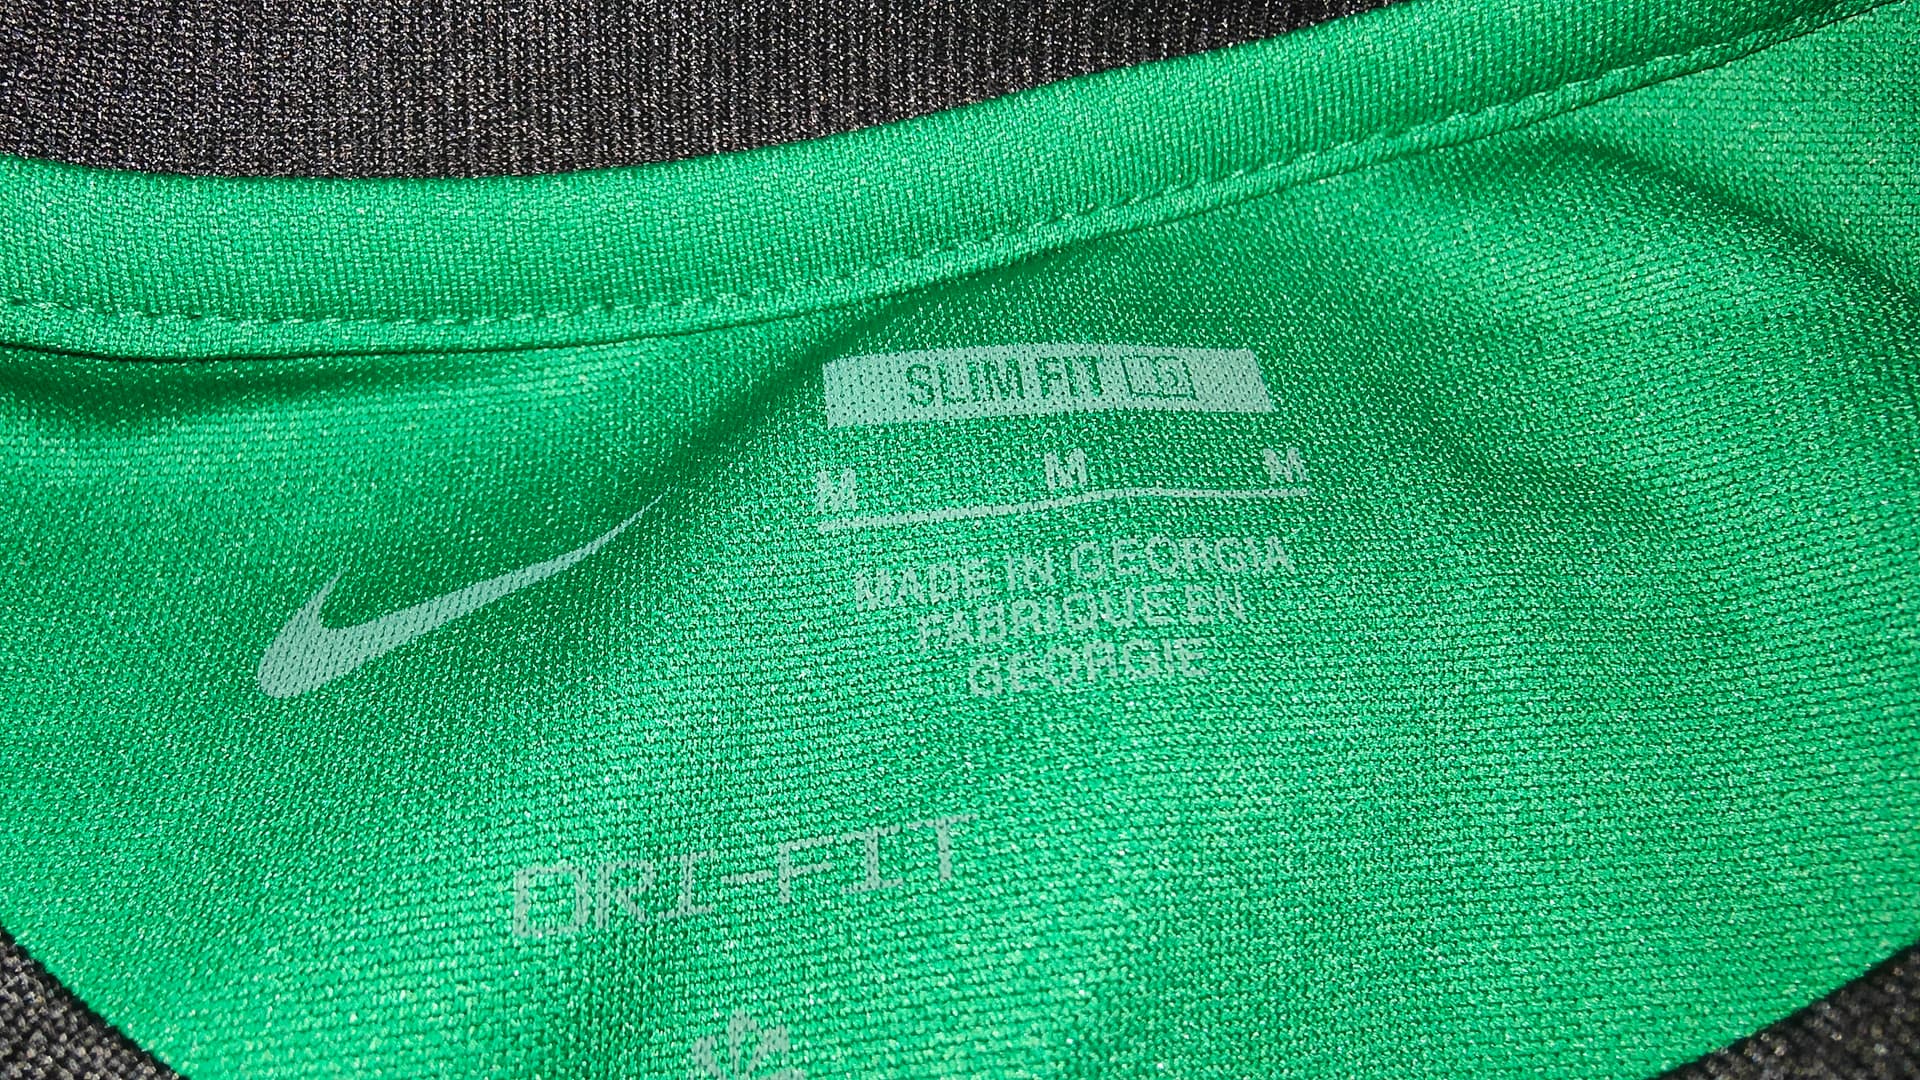 SLIM FIT
M M M
MADE IN GEORGIA
FABRIQUE EN
GEORGIE
DRI-FIT